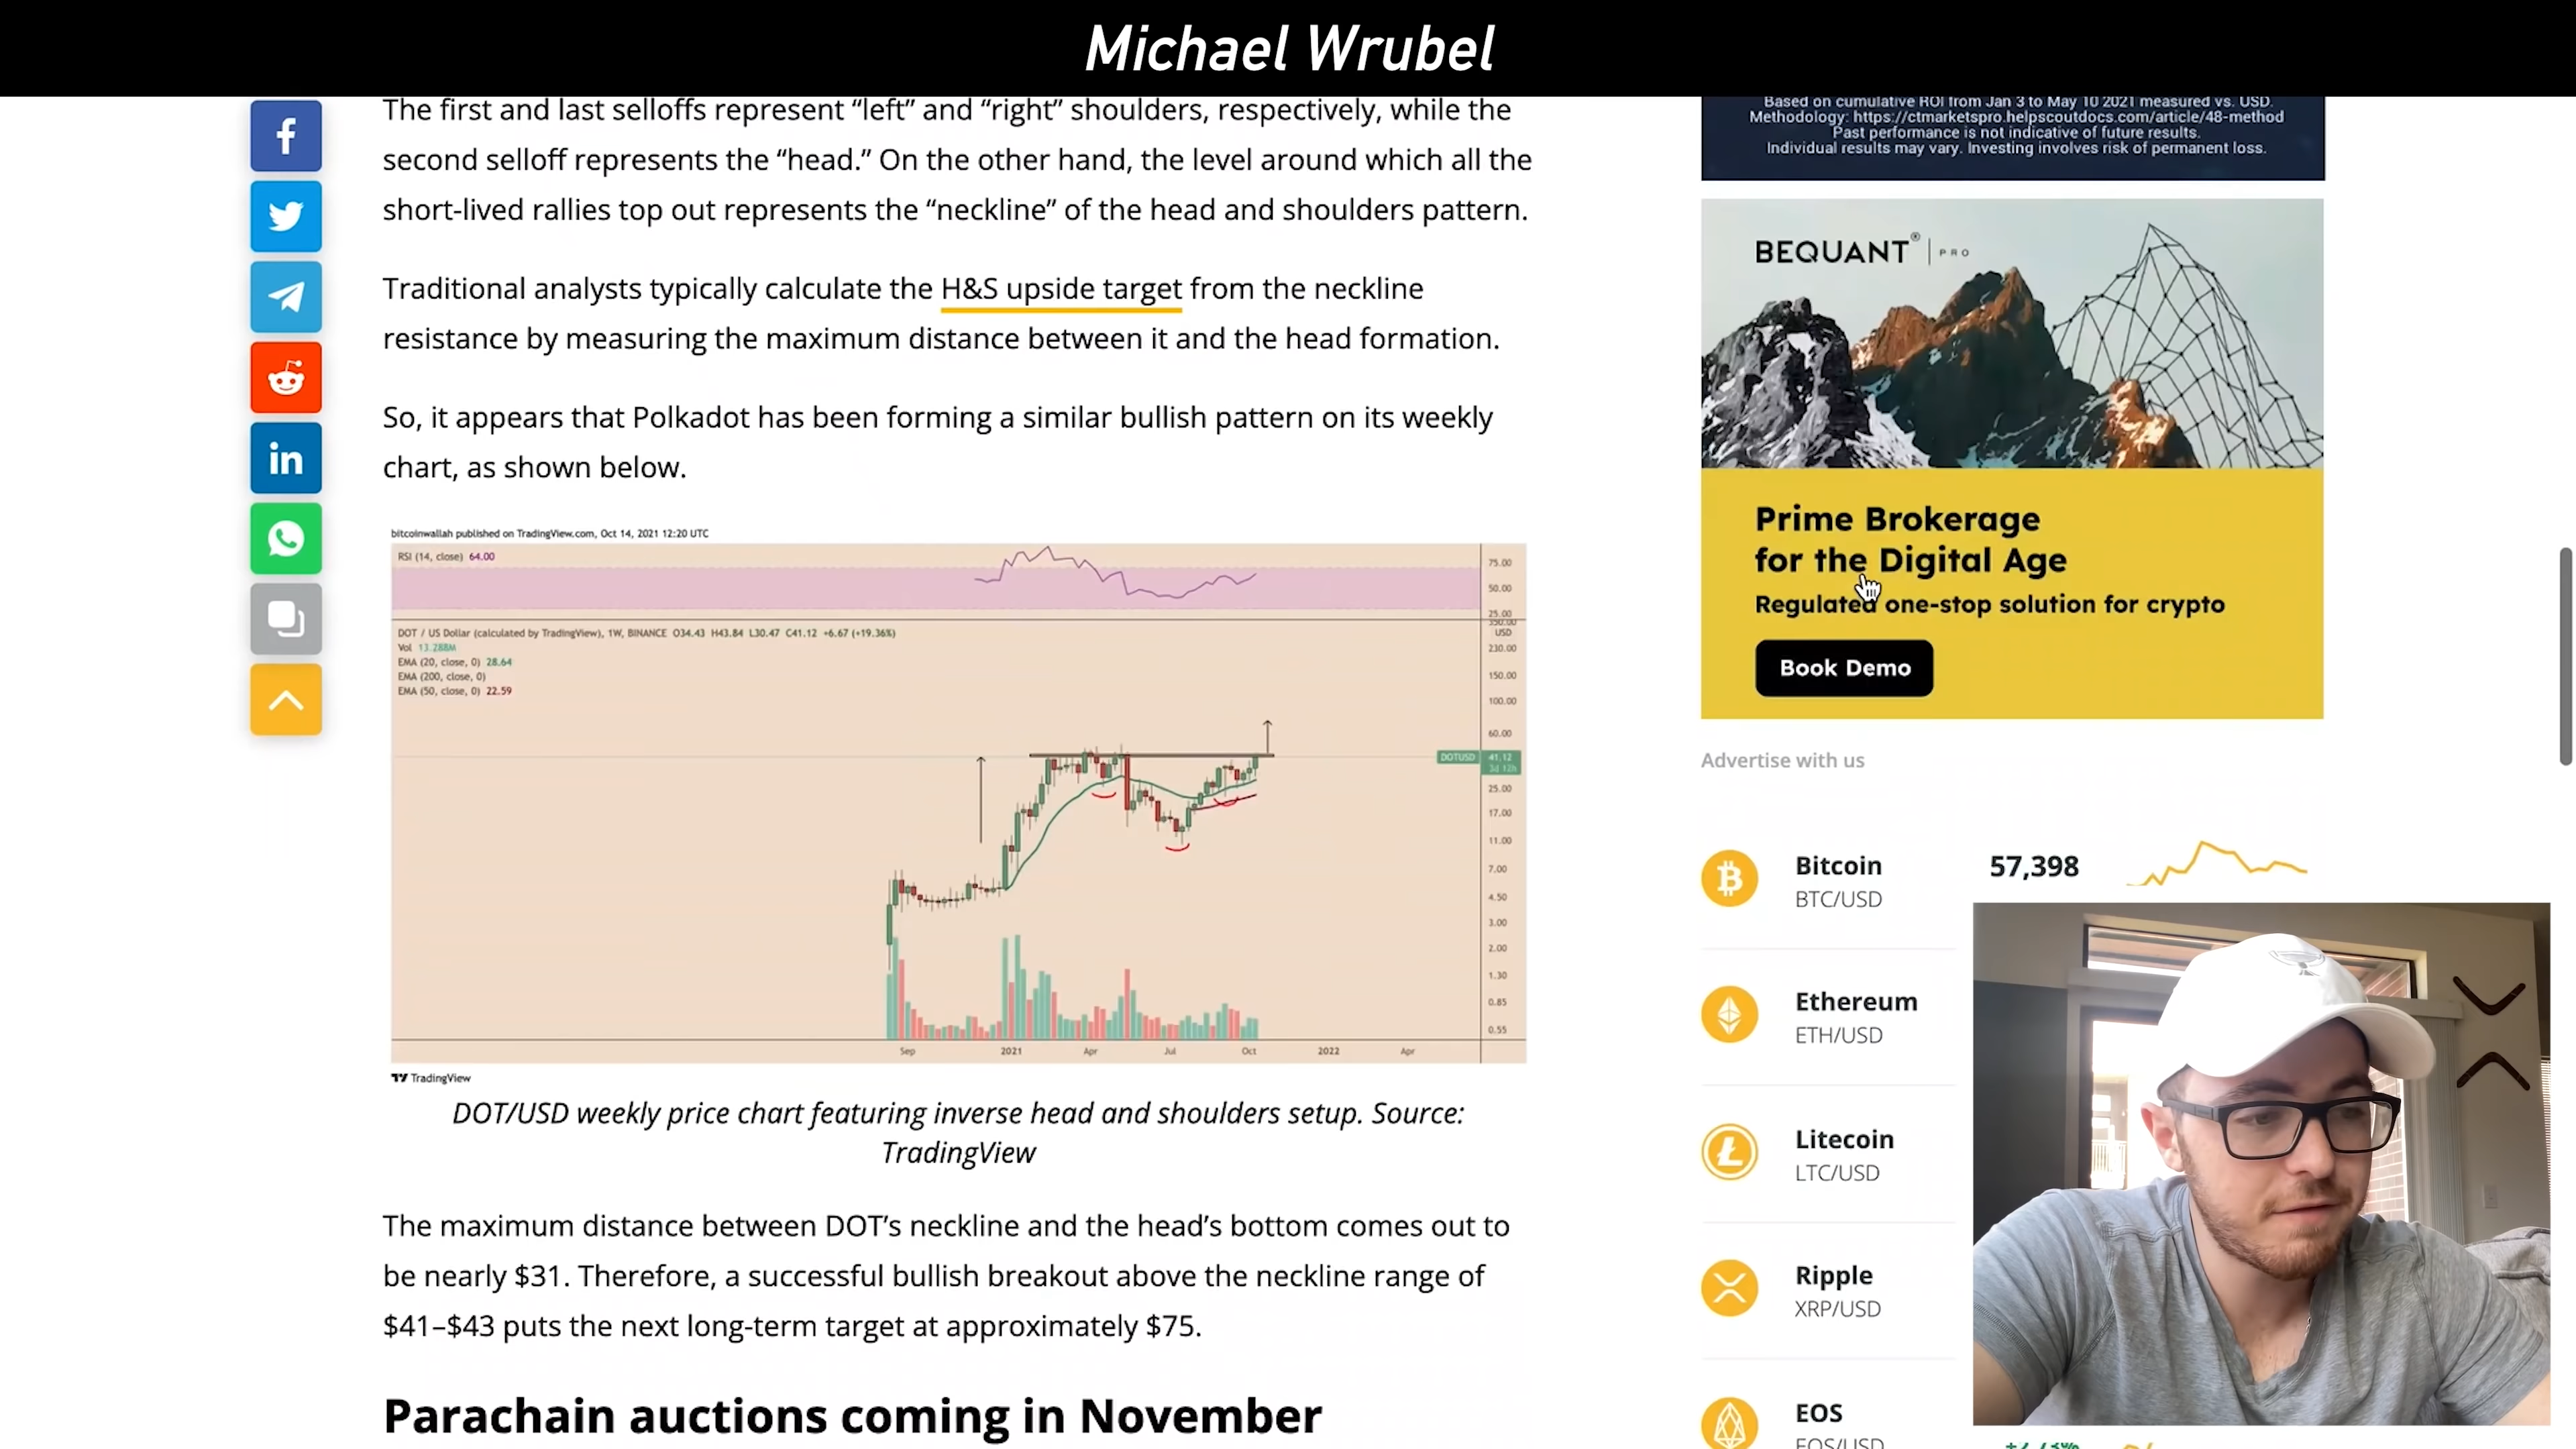 Michael Wrubel
The first and last selloffs represent “left” and “right” shoulders, respectively, while the
second selloff represents the “head.” On the other hand, the level around which all the
short-lived rallies top out represents the “neckline” of the head and shoulders pattern.
Traditional analysts typically calculate the H&S upside target from the neckline
resistance by measuring the maximum distance between it and the head formation.
So, it appears that Polkadot has been forming a similar bullish pattern on its weekly
chart, as shown below.
bitcoinwallah published on TradingView.com, Oct 14, 2021 12:20 UTC
RSI (14, close) 64.00
75.00
50.00
25.00
DOT / US Dollar (calculated by TradingView), 1W, BINANCE O34.43 H43.84 L30.47 C41.12 +6.67 (+19.36%)
Vol 13.288M
EMA (20, close, 0) 28.64
EMA (200, close, 0)
EMA (50, close, 0) 22.59
350.00
USD
230.00
150.00
100.00
60.00
DOTUSD 41.12
25.00
17.00
11.00
7.00
4.50
3.00
2.00
1.30
0.85
0.55
Sep 2021 Apr Jul Oct 2022 Apr
TradingView
DOT/USD weekly price chart featuring inverse head and shoulders setup. Source:
TradingView
The maximum distance between DOT’s neckline and the head’s bottom comes out to
be nearly $31. Therefore, a successful bullish breakout above the neckline range of
$41–$43 puts the next long-term target at approximately $75.
Parachain auctions coming in November
Based on cumulative ROI from Jan 3 to May 10 2021 measured vs. USD.
Methodology: https://ctmarketspro.helpscoutdocs.com/article/48-method
Past performance is not indicative of future results.
Individual results may vary. Investing involves risk of permanent loss.
BEQUANT® | PRO
Prime Brokerage
for the Digital Age
Regulated one-stop solution for crypto
Book Demo
Advertise with us
Bitcoin 57,398
BTC/USD
Ethereum
ETH/USD
Litecoin
LTC/USD
Ripple
XRP/USD
EOS
EOS/USD